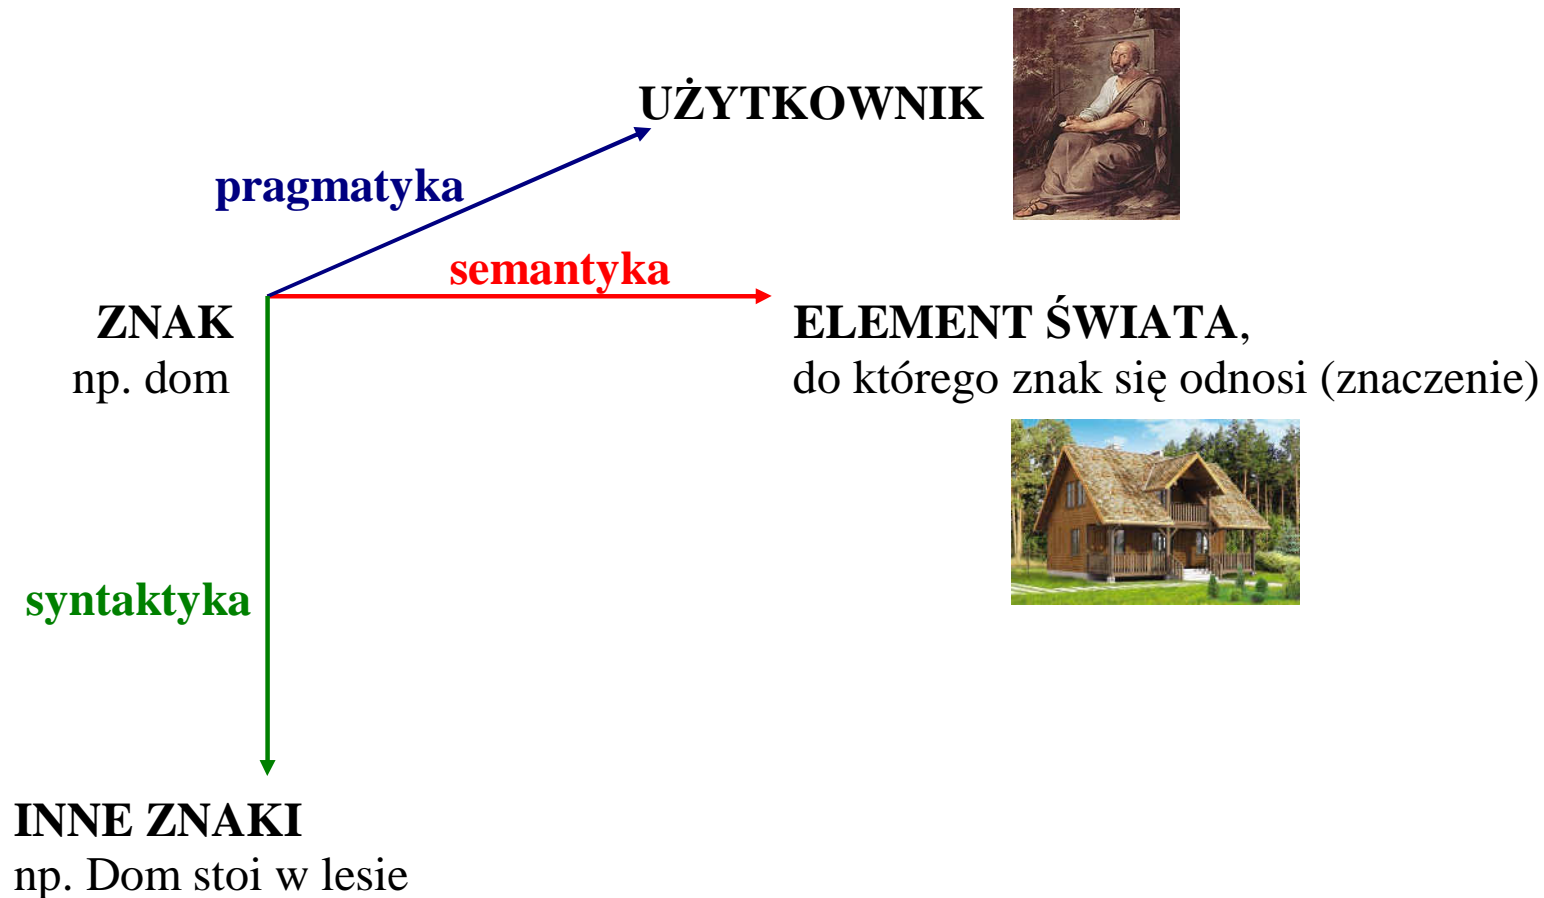 UŻYTKOWNIK
pragmatyka
semantyka
ZNAK
np. dom
ELEMENT ŚWIATA,
do którego znak się odnosi (znaczenie)
syntaktyka
INNE ZNAKI
np. Dom stoi w lesie